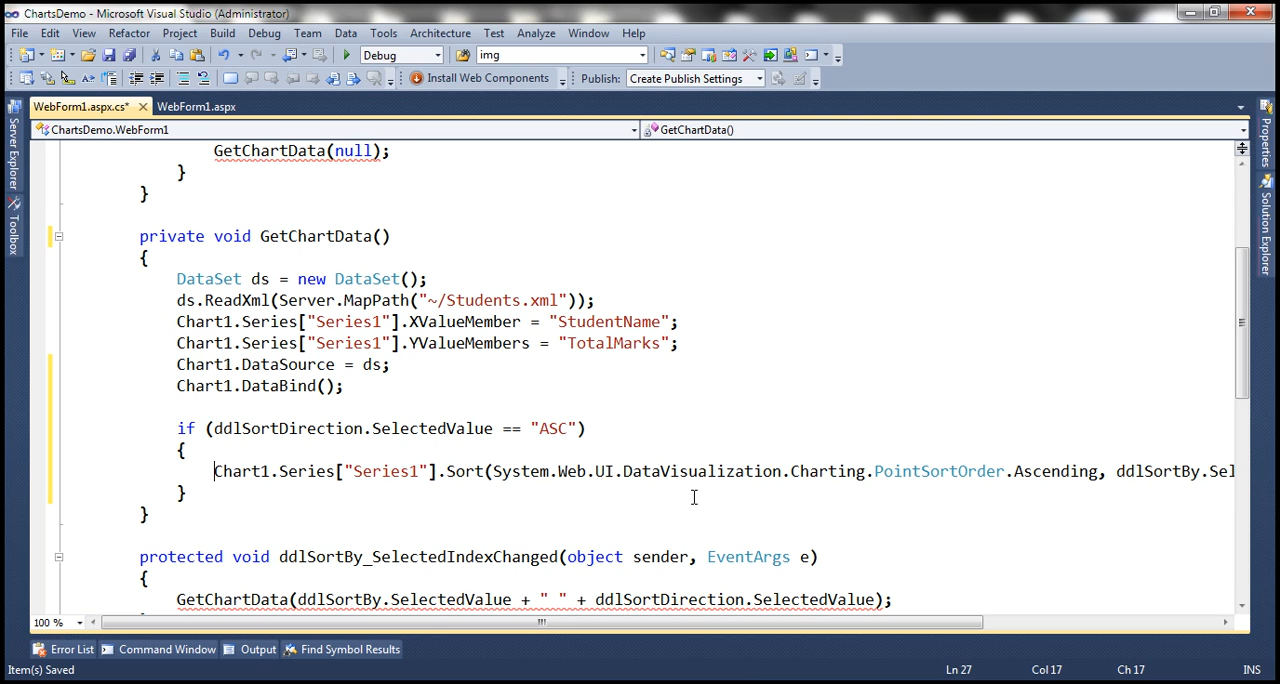 ChartsDemo - Microsoft Visual Studio (Administrator)
File Edit View Refactor Project Build Debug Team Data Tools Architecture Test Analyze Window Help
Debug img
Install Web Components Publish: Create Publish Settings
WebForm1.aspx.cs* WebForm1.aspx
ChartsDemo.WebForm1 GetChartData()
Server Explorer
Toolbox
Properties
Solution Explorer
GetChartData(null);
}
}
private void GetChartData()
{
DataSet ds = new DataSet();
ds.ReadXml(Server.MapPath("~/Students.xml"));
Chart1.Series["Series1"].XValueMember = "StudentName";
Chart1.Series["Series1"].YValueMembers = "TotalMarks";
Chart1.DataSource = ds;
Chart1.DataBind();
if (ddlSortDirection.SelectedValue == "ASC")
{
Chart1.Series["Series1"].Sort(System.Web.UI.DataVisualization.Charting.PointSortOrder.Ascending, ddlSortBy.Sel
}
}
protected void ddlSortBy_SelectedIndexChanged(object sender, EventArgs e)
{
GetChartData(ddlSortBy.SelectedValue + " " + ddlSortDirection.SelectedValue);
100 %
Error List Command Window Output Find Symbol Results
Item(s) Saved Ln 27 Col 17 Ch 17 INS